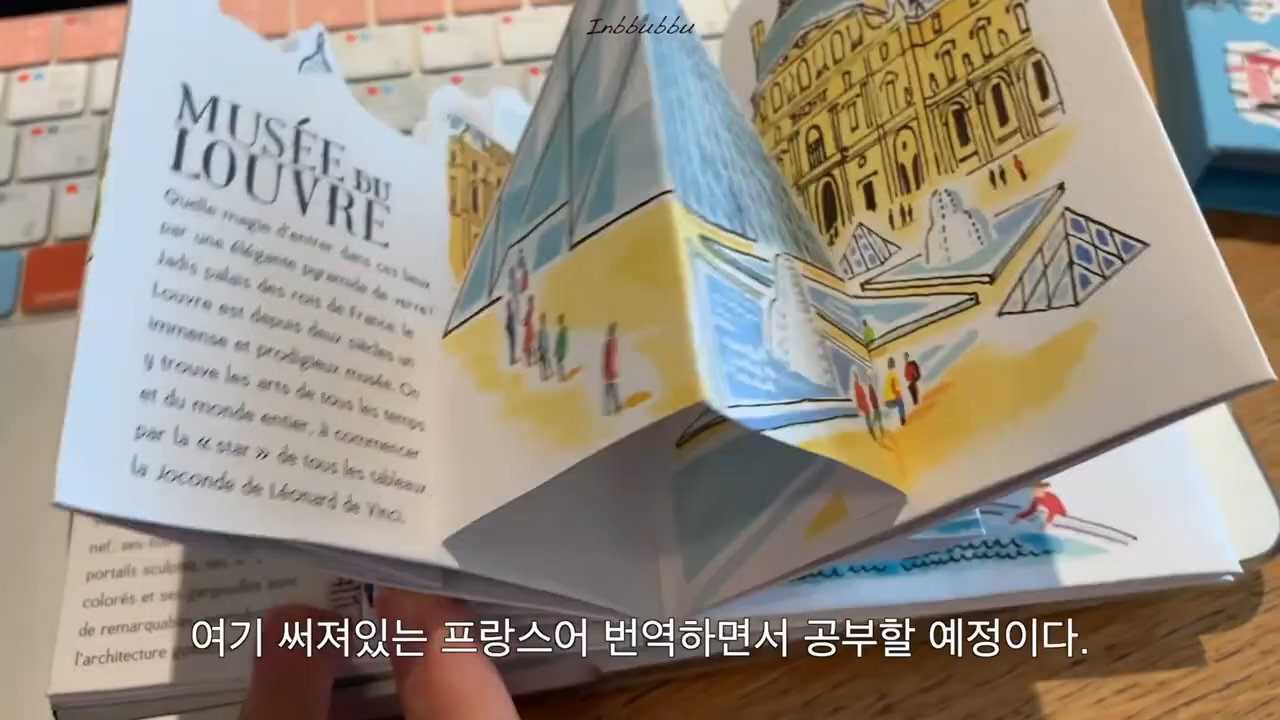 Inbbubbu
MUSÉE DU
LOUVRE
Quelle magie d'entrer dans ces lieux
par une élégante pyramide de verre!
Jadis palais des rois de France, le
Louvre est depuis deux siècles un
immense et prodigieux musée. On
y trouve les arts de tous les temps
et du monde entier, à commencer
par la « star » de tous les tableaux,
la Joconde de Léonard de Vinci.
nef, ses
portails sculptés, ses
colorés et ses gargouilles sont
de remarquables
l'architecture
여기 써져있는 프랑스어 번역하면서 공부할 예정이다.